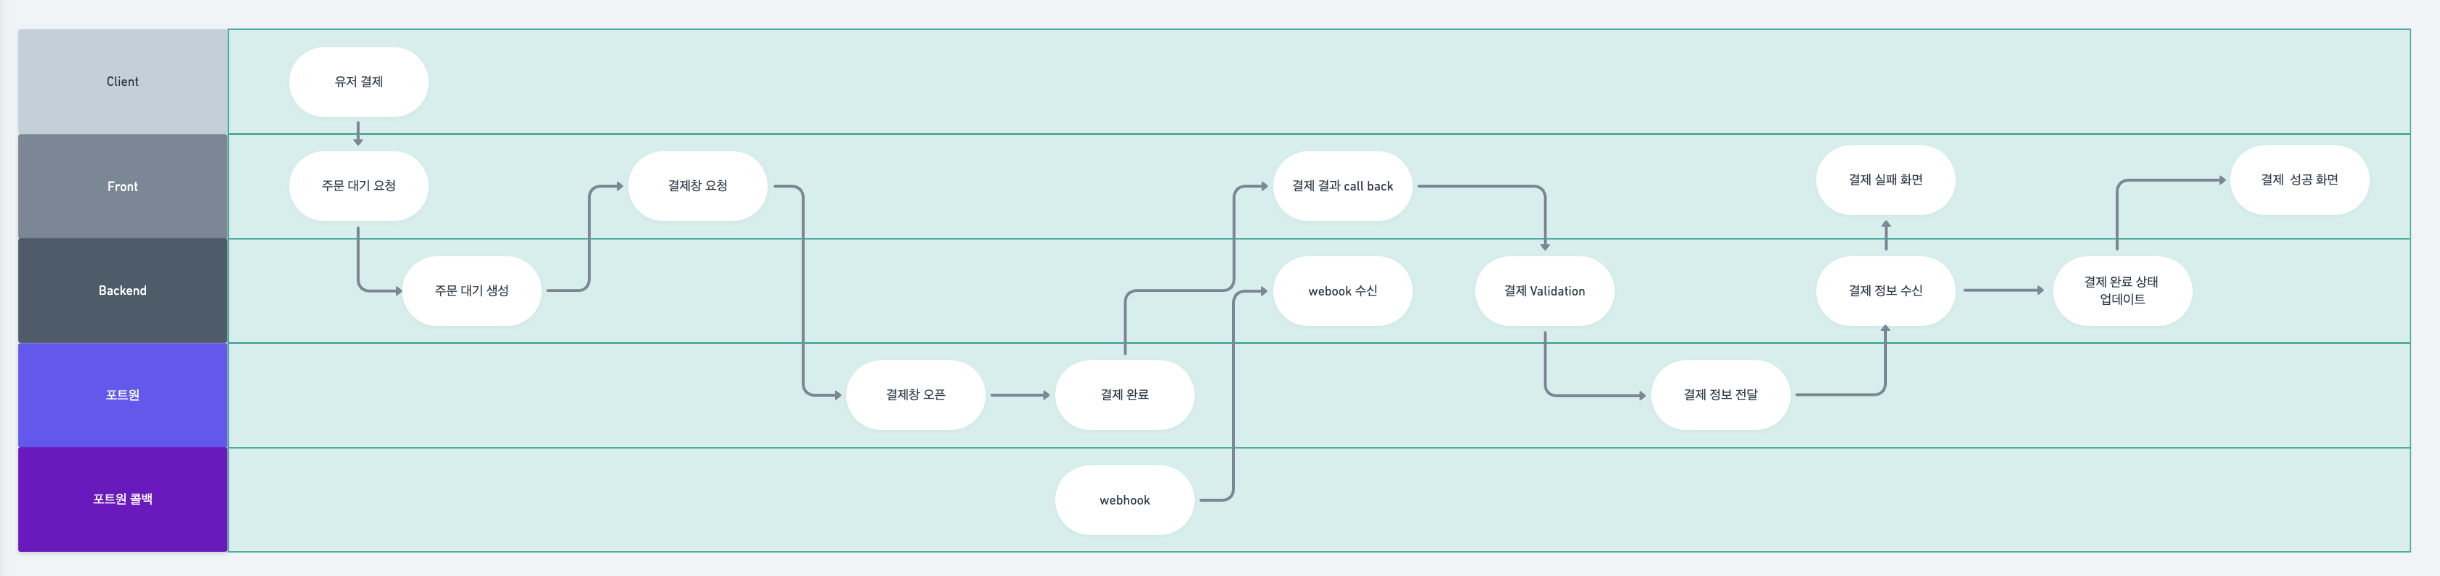 Client
유저 결제
Front
주문 대기 요청
결제창 요청
결제 결과 call back
결제 실패 화면
결제 성공 화면
Backend
주문 대기 생성
webook 수신
결제 Validation
결제 정보 수신
결제 완료 상태
업데이트
포트원
결제창 오픈
결제 완료
결제 정보 전달
포트원 콜백
webhook